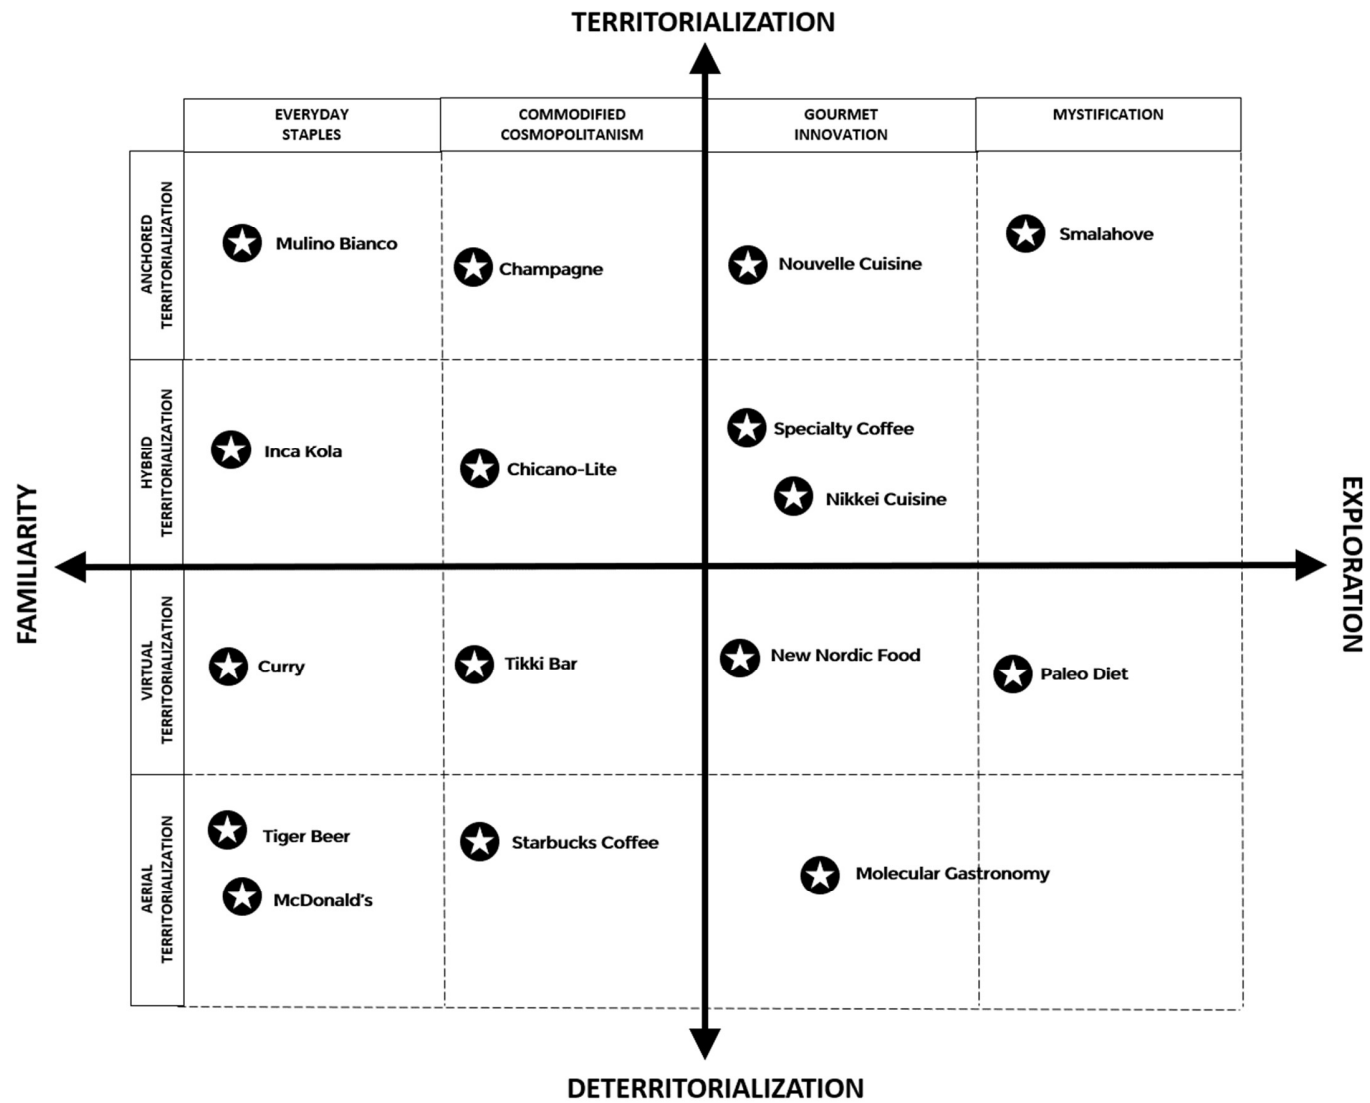 TERRITORIALIZATION
EVERYDAY
STAPLES
COMMODIFIED
COSMOPOLITANISM
GOURMET
INNOVATION
MYSTIFICATION
ANCHORED
TERRITORIALIZATION
Mulino Bianco
Champagne
Nouvelle Cuisine
Smalahove
HYBRID
TERRITORIALIZATION
Inca Kola
Chicano-Lite
Specialty Coffee
Nikkei Cuisine
FAMILIARITY
EXPLORATION
VIRTUAL
TERRITORIALIZATION
Curry
Tikki Bar
New Nordic Food
Paleo Diet
AERIAL
TERRITORIALIZATION
Tiger Beer
McDonald's
Starbucks Coffee
Molecular Gastronomy
DETERRITORIALIZATION